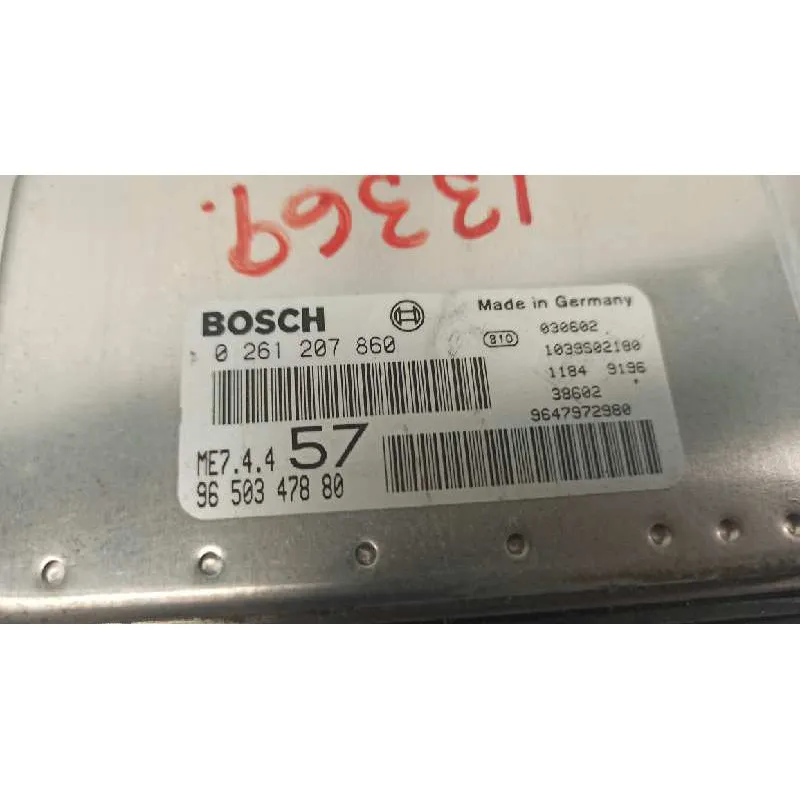 13369.
BOSCH
0 261 207 860
ME7.4.4 57
96 503 478 80
Made in Germany
030602
B10
1039S02180
1184 9196
38602
9647972980